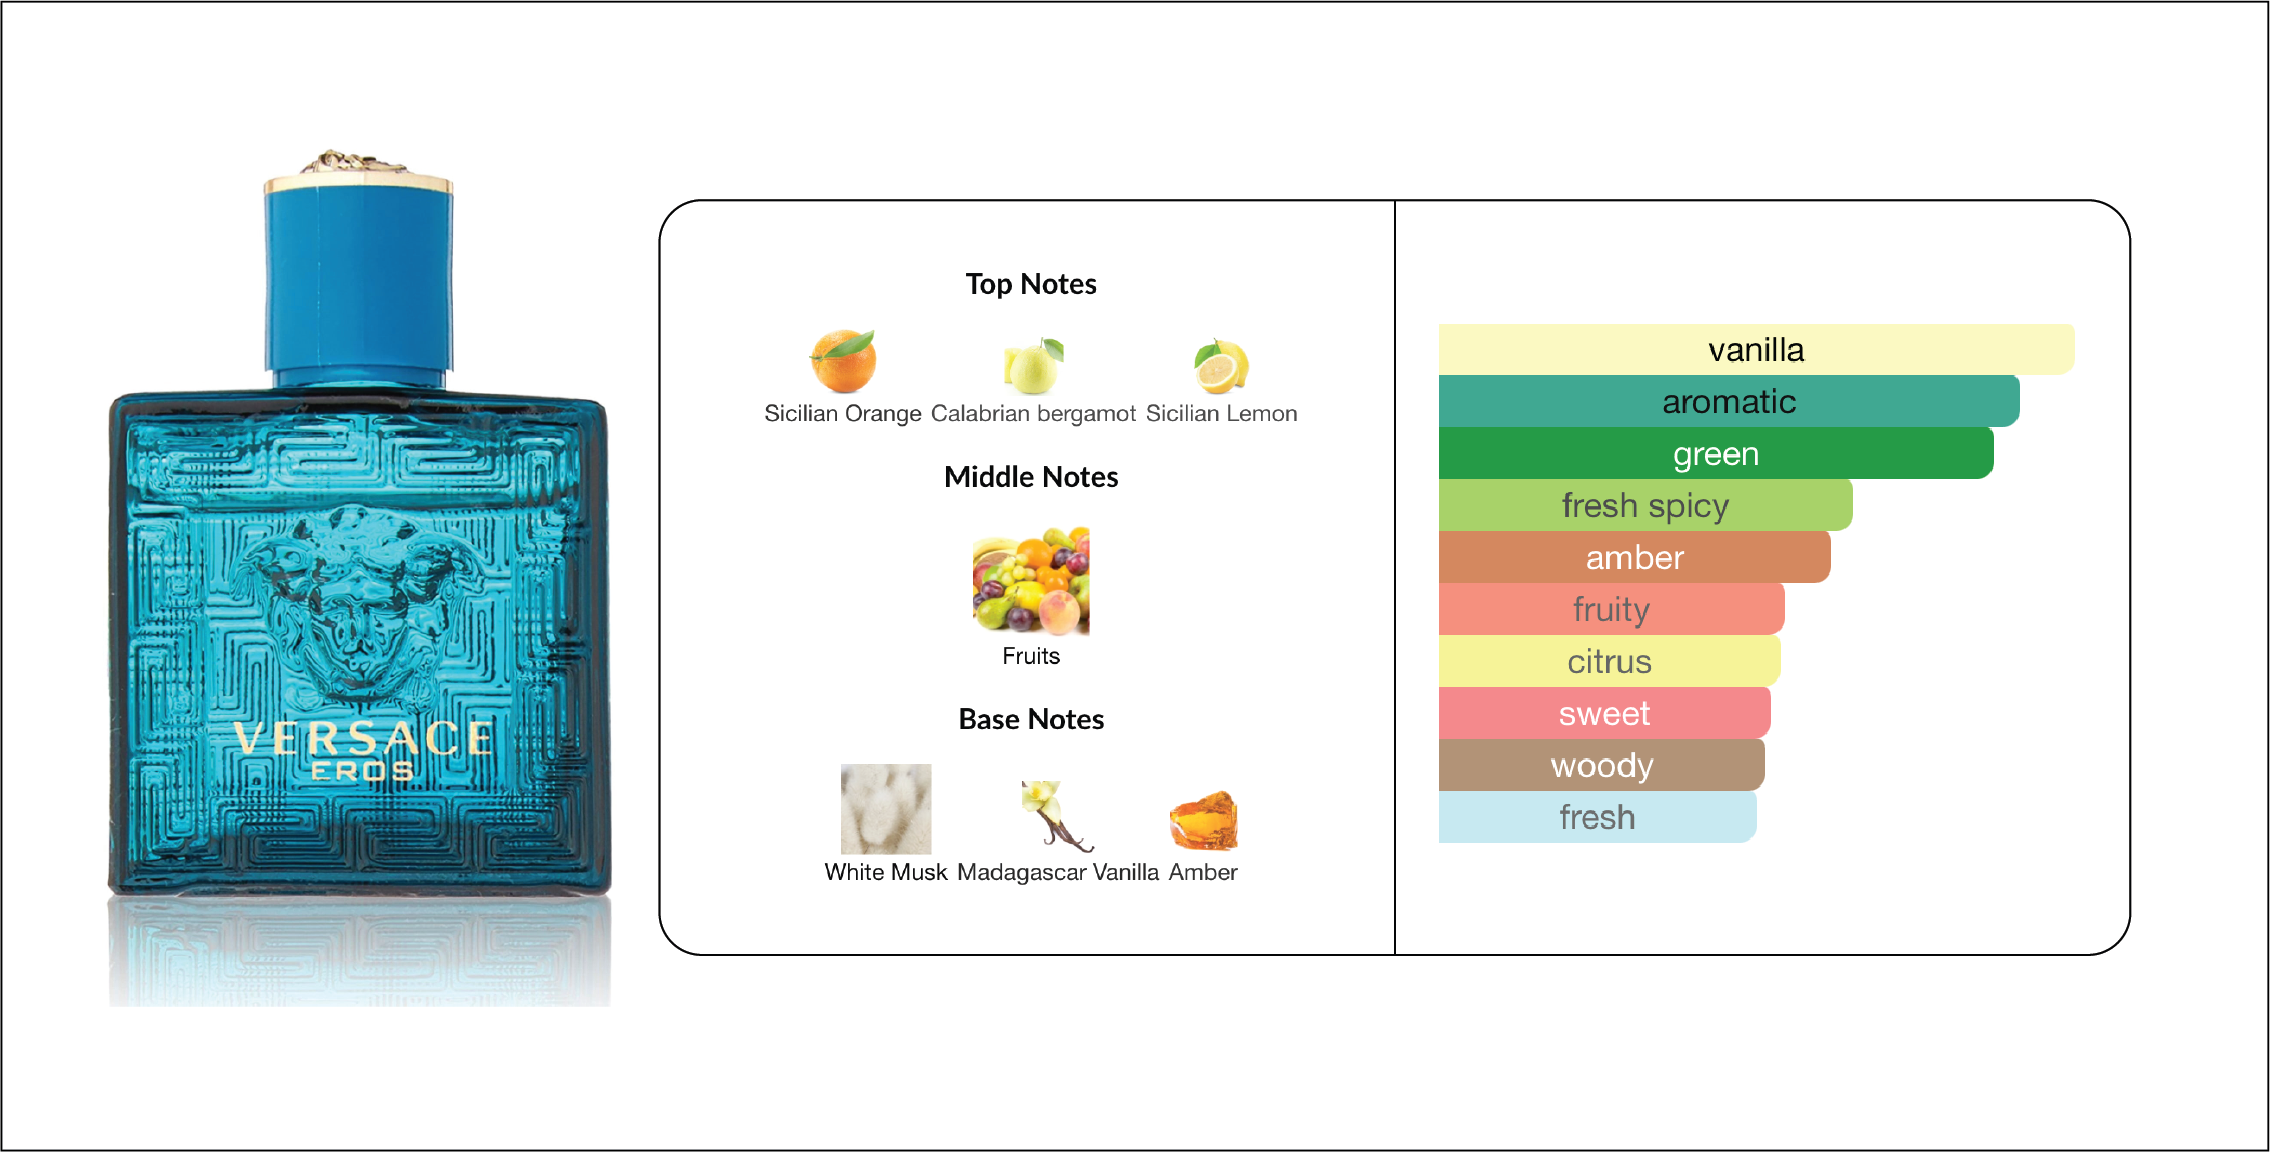 VERSACE
EROS
Top Notes
Sicilian Orange Calabrian bergamot Sicilian Lemon
Middle Notes
Fruits
Base Notes
White Musk Madagascar Vanilla Amber
vanilla
aromatic
green
fresh spicy
amber
fruity
citrus
sweet
woody
fresh